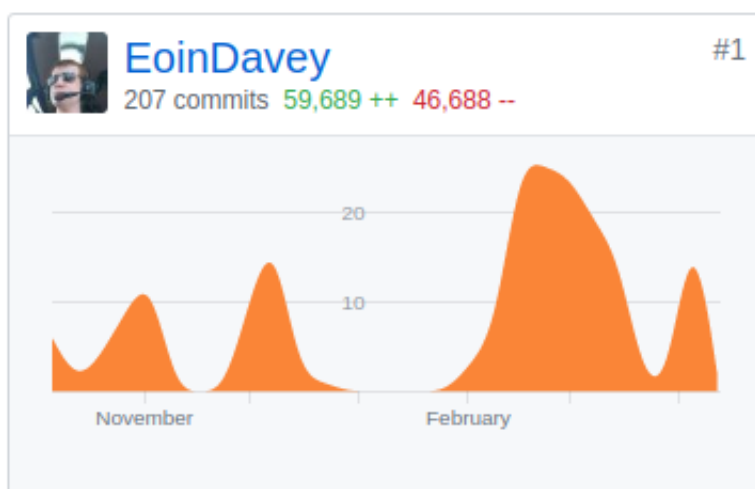 EoinDavey
#1
207 commits 59,689 ++ 46,688 --
20
10
November February